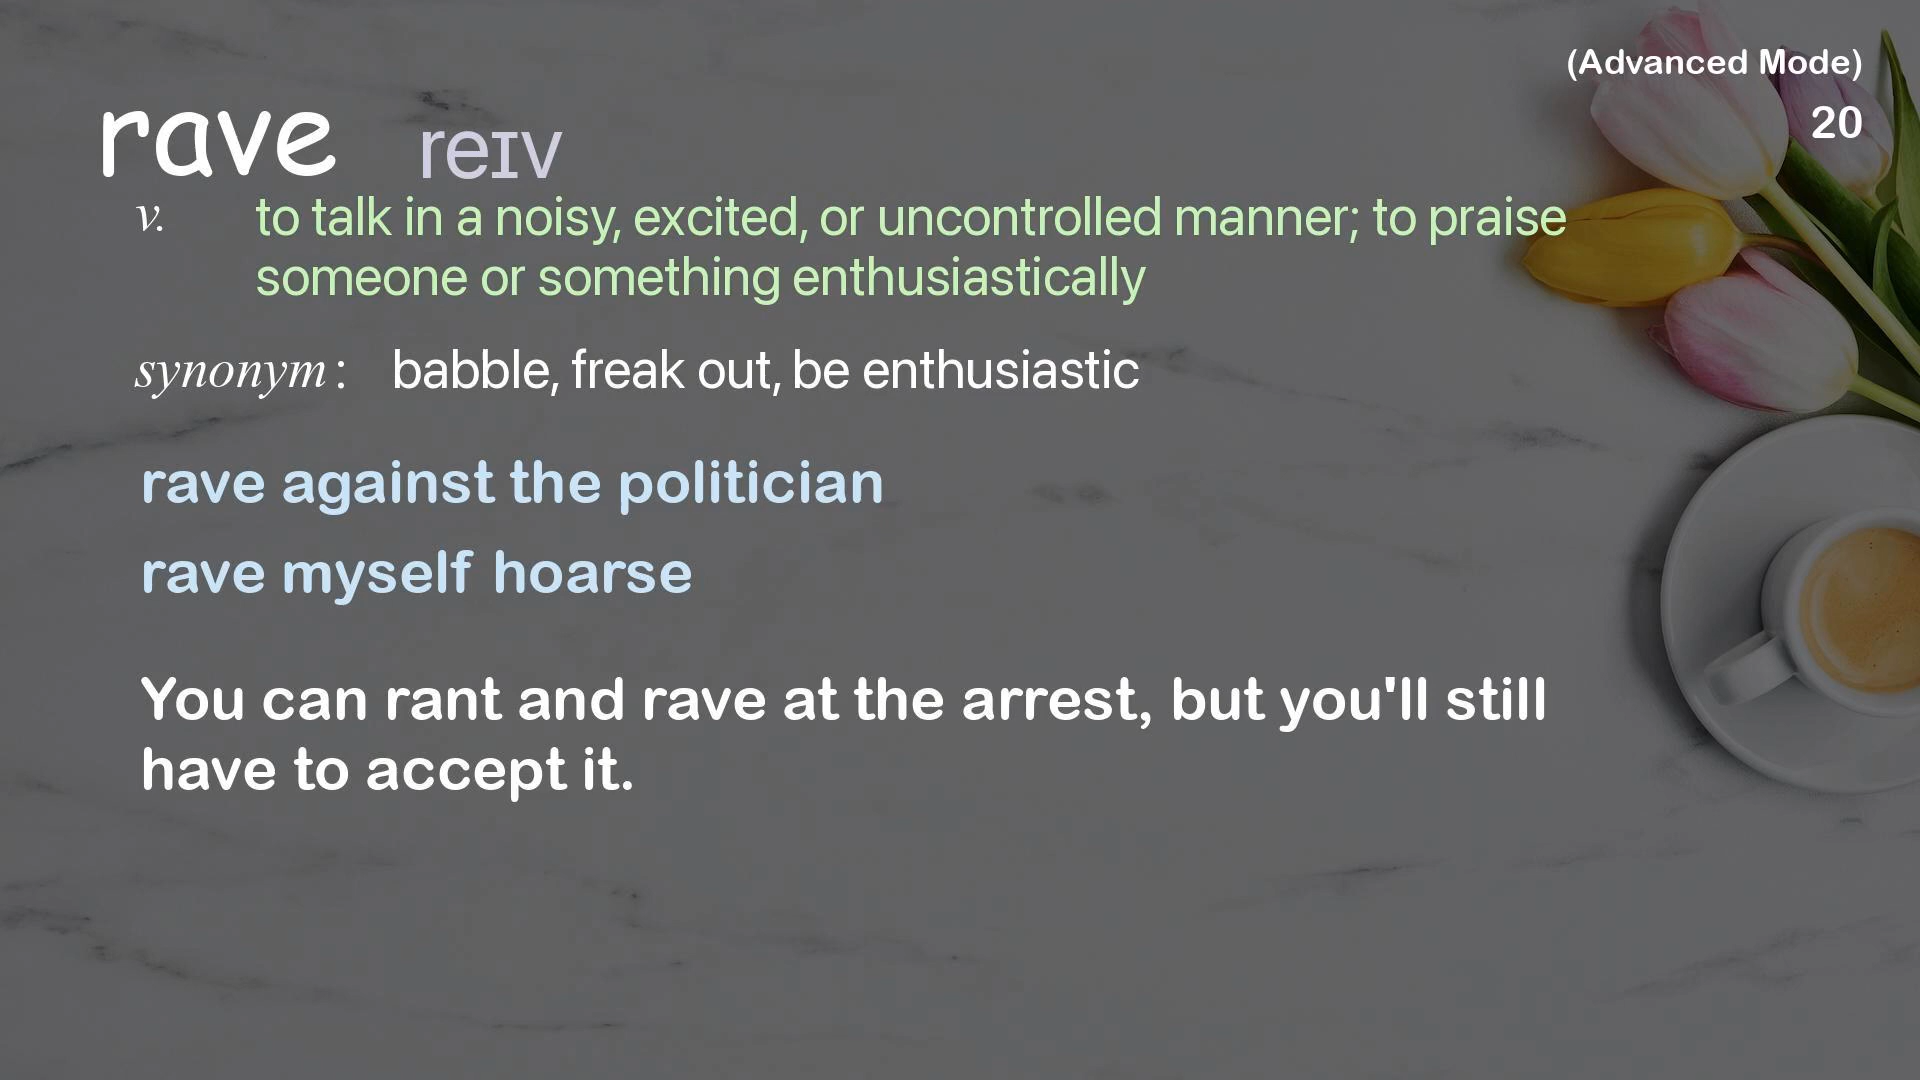 (Advanced Mode)
20
rave reɪv
v. to talk in a noisy, excited, or uncontrolled manner; to praise
someone or something enthusiastically
synonym : babble, freak out, be enthusiastic
rave against the politician
rave myself hoarse
You can rant and rave at the arrest, but you'll still
have to accept it.